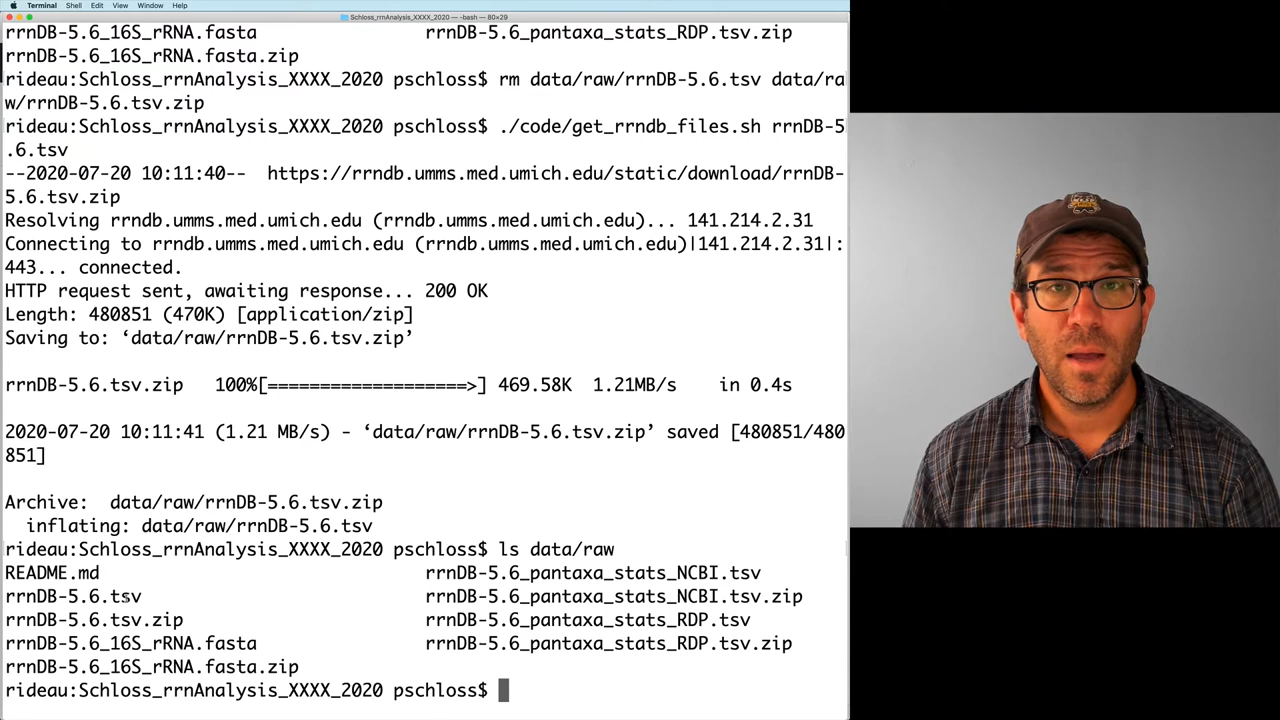 Terminal Shell Edit View Window Help
Schloss_rrnAnalysis_XXXX_2020 — -bash — 80×29
rrnDB-5.6_16S_rRNA.fasta rrnDB-5.6_pantaxa_stats_RDP.tsv.zip
rrnDB-5.6_16S_rRNA.fasta.zip
rideau:Schloss_rrnAnalysis_XXXX_2020 pschloss$ rm data/raw/rrnDB-5.6.tsv data/ra
w/rrnDB-5.6.tsv.zip
rideau:Schloss_rrnAnalysis_XXXX_2020 pschloss$ ./code/get_rrndb_files.sh rrnDB-5
.6.tsv
--2020-07-20 10:11:40-- https://rrndb.umms.med.umich.edu/static/download/rrnDB-
5.6.tsv.zip
Resolving rrndb.umms.med.umich.edu (rrndb.umms.med.umich.edu)... 141.214.2.31
Connecting to rrndb.umms.med.umich.edu (rrndb.umms.med.umich.edu)|141.214.2.31|:
443... connected.
HTTP request sent, awaiting response... 200 OK
Length: 480851 (470K) [application/zip]
Saving to: ‘data/raw/rrnDB-5.6.tsv.zip’
rrnDB-5.6.tsv.zip 100%[===================>] 469.58K 1.21MB/s in 0.4s
2020-07-20 10:11:41 (1.21 MB/s) - ‘data/raw/rrnDB-5.6.tsv.zip’ saved [480851/480
851]
Archive: data/raw/rrnDB-5.6.tsv.zip
inflating: data/raw/rrnDB-5.6.tsv
rideau:Schloss_rrnAnalysis_XXXX_2020 pschloss$ ls data/raw
README.md rrnDB-5.6_pantaxa_stats_NCBI.tsv
rrnDB-5.6.tsv rrnDB-5.6_pantaxa_stats_NCBI.tsv.zip
rrnDB-5.6.tsv.zip rrnDB-5.6_pantaxa_stats_RDP.tsv
rrnDB-5.6_16S_rRNA.fasta rrnDB-5.6_pantaxa_stats_RDP.tsv.zip
rrnDB-5.6_16S_rRNA.fasta.zip
rideau:Schloss_rrnAnalysis_XXXX_2020 pschloss$